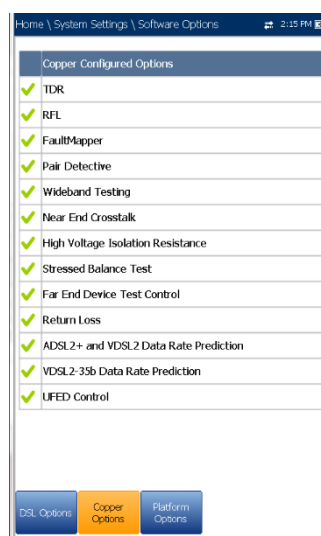 Home \ System Settings \ Software Options 2:15 PM
Copper Configured Options
TDR
RFL
FaultMapper
Pair Detective
Wideband Testing
Near End Crosstalk
High Voltage Isolation Resistance
Stressed Balance Test
Far End Device Test Control
Return Loss
ADSL2+ and VDSL2 Data Rate Prediction
VDSL2-35b Data Rate Prediction
UFED Control
DSL Options
Copper
Options
Platform
Options